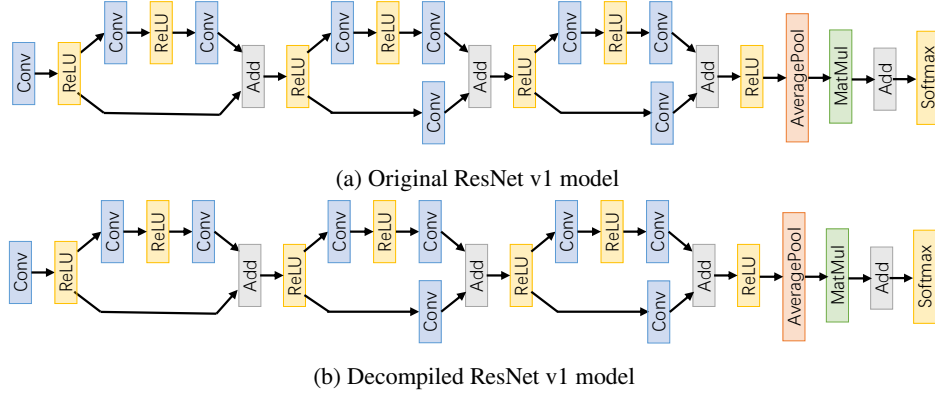 Conv
ReLU
Conv
ReLU
Conv
Add
ReLU
Conv
ReLU
Conv
Conv
Add
ReLU
Conv
ReLU
Conv
Conv
Add
ReLU
AveragePool
MatMul
Add
Softmax
(a) Original ResNet v1 model
Conv
ReLU
Conv
ReLU
Conv
Add
ReLU
Conv
ReLU
Conv
Conv
Add
ReLU
Conv
ReLU
Conv
Conv
Add
ReLU
AveragePool
MatMul
Add
Softmax
(b) Decompiled ResNet v1 model